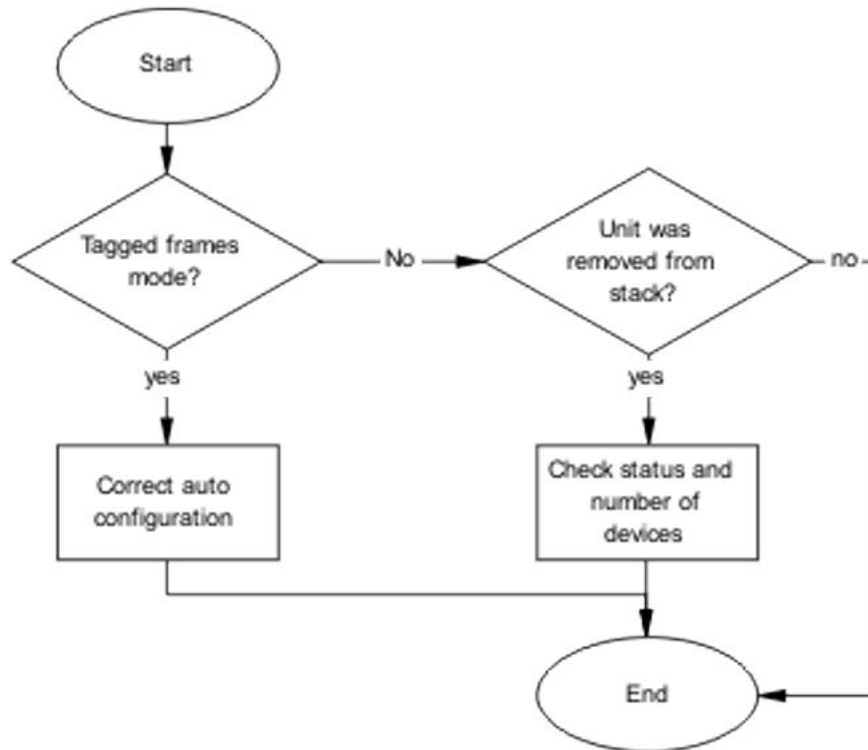 Start
Tagged frames
mode?
No
Unit was
removed from
stack?
no
yes
yes
Correct auto
configuration
Check status and
number of
devices
End